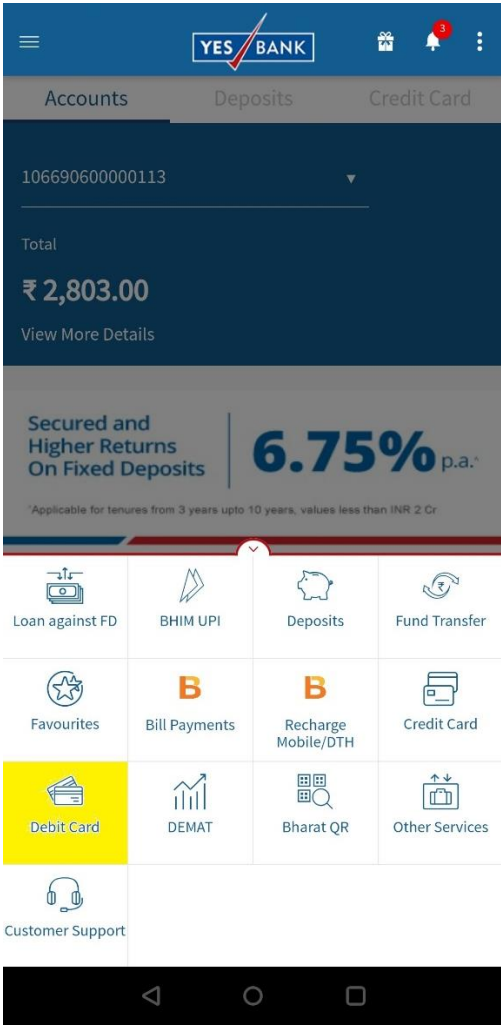 YES BANK
3
Accounts Deposits Credit Card
106690600000113
Total
₹ 2,803.00
View More Details
Secured and
Higher Returns
On Fixed Deposits
6.75% p.a.^
^Applicable for tenures from 3 years upto 10 years, values less than INR 2 Cr
Loan against FD BHIM UPI Deposits Fund Transfer
Favourites Bill Payments Recharge Credit Card
Mobile/DTH
Debit Card DEMAT Bharat QR Other Services
Customer Support